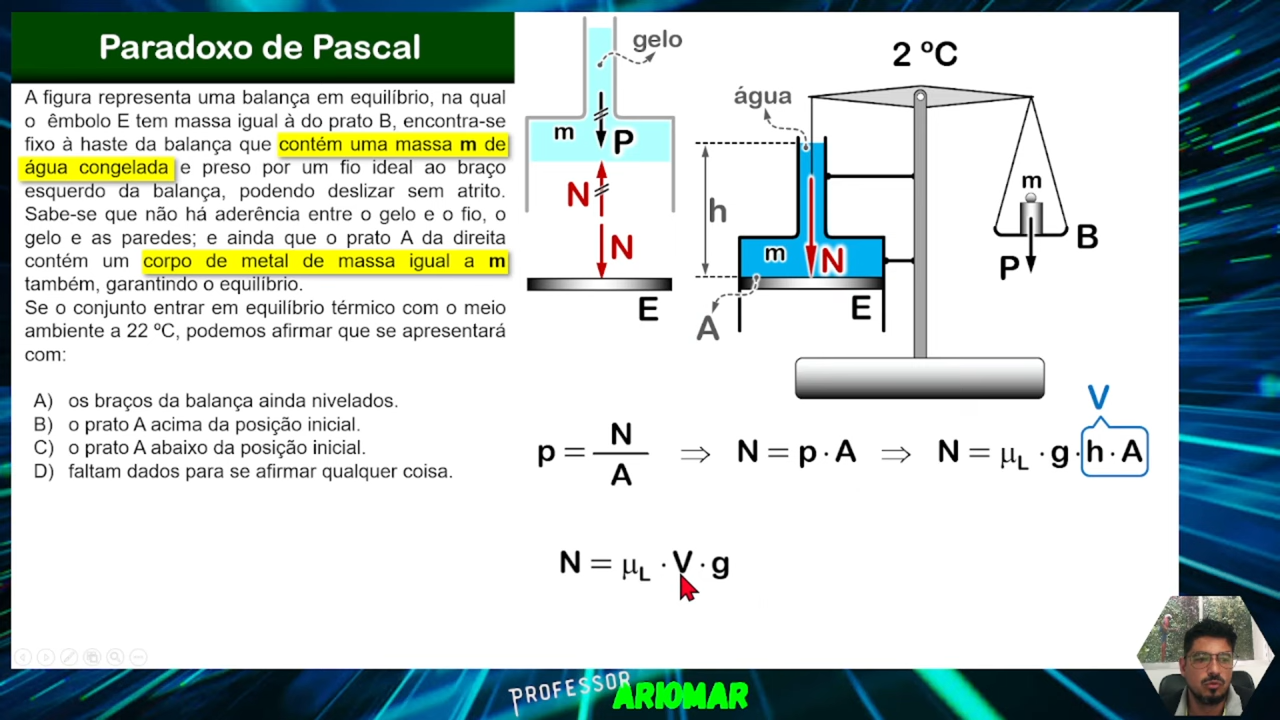 Paradoxo de Pascal
A figura representa uma balança em equilíbrio, na qual
o êmbolo E tem massa igual à do prato B, encontra-se
fixo à haste da balança que contém uma massa m de
água congelada e preso por um fio ideal ao braço
esquerdo da balança, podendo deslizar sem atrito.
Sabe-se que não há aderência entre o gelo e o fio, o
gelo e as paredes; e ainda que o prato A da direita
contém um corpo de metal de massa igual a m
também, garantindo o equilíbrio.
Se o conjunto entrar em equilíbrio térmico com o meio
ambiente a 22 ºC, podemos afirmar que se apresentará
com:
A) os braços da balança ainda nivelados.
B) o prato A acima da posição inicial.
C) o prato A abaixo da posição inicial.
D) faltam dados para se afirmar qualquer coisa.
gelo
m P
N
N
E
2 ºC
água
h
m N
A
E
m
B
P
V
p = N / A ⇒ N = p · A ⇒ N = μL · g · h · A
N = μL · V · g
PROFESSOR ARIOMAR